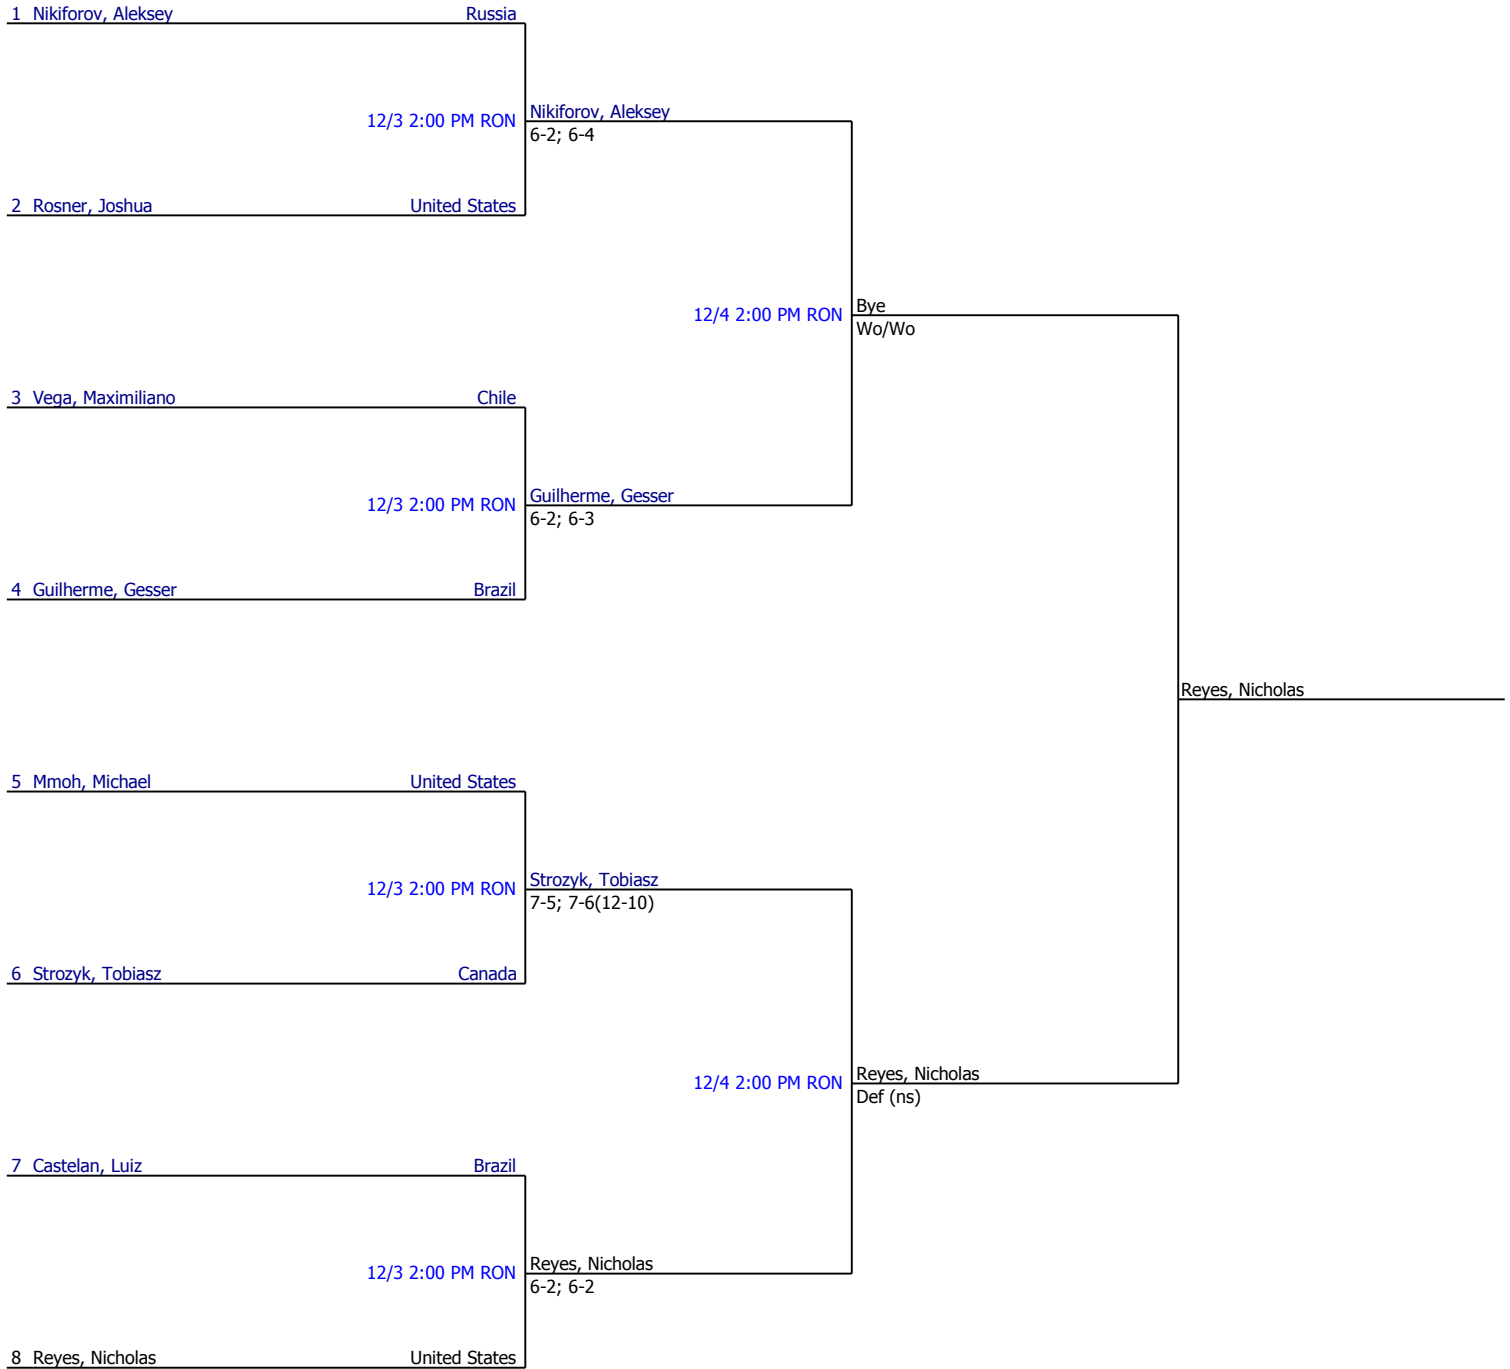 1 Nikiforov, Aleksey Russia
12/3 2:00 PM RON
Nikiforov, Aleksey
6-2; 6-4
2 Rosner, Joshua United States
12/4 2:00 PM RON
Bye
Wo/Wo
3 Vega, Maximiliano Chile
12/3 2:00 PM RON
Guilherme, Gesser
6-2; 6-3
4 Guilherme, Gesser Brazil
Reyes, Nicholas
5 Mmoh, Michael United States
12/3 2:00 PM RON
Strozyk, Tobiasz
7-5; 7-6(12-10)
6 Strozyk, Tobiasz Canada
12/4 2:00 PM RON
Reyes, Nicholas
Def (ns)
7 Castelan, Luiz Brazil
12/3 2:00 PM RON
Reyes, Nicholas
6-2; 6-2
8 Reyes, Nicholas United States